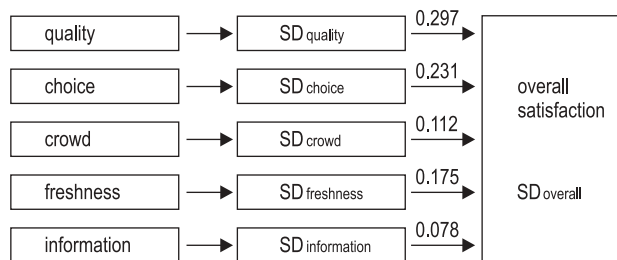 quality SD quality 0.297
choice SD choice 0.231 overall
satisfaction
crowd SD crowd 0.112
freshness SD freshness 0.175 SD overall
information SD information 0.078